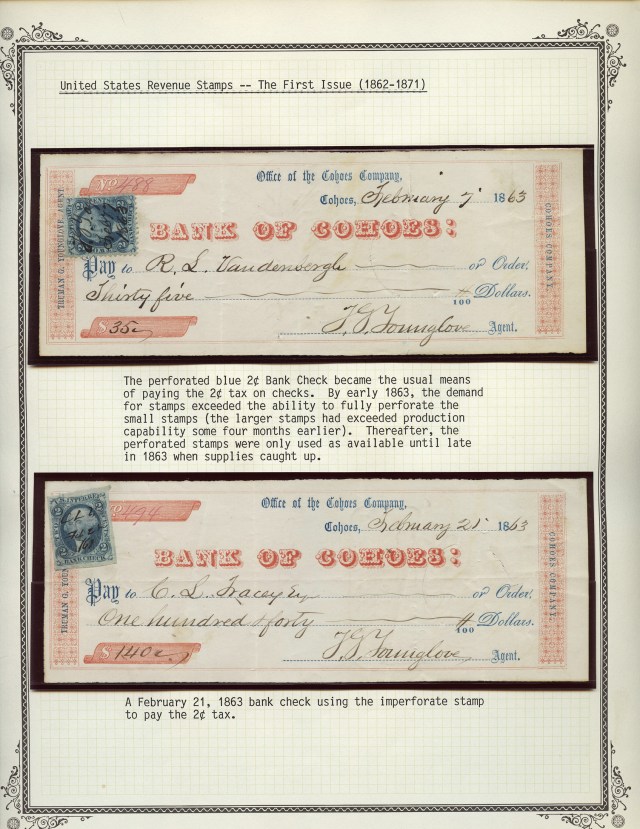 United States Revenue Stamps -- The First Issue (1862-1871)
No 488
Office of the Cohoes Company,
Cohoes, February 7 1863
TRUMAN G. YOUNGLOVE AGENT.
BANK OF COHOES:
Pay to R. L. Vandenbergh or Order,
Thirty five # Dollars.
100
$ 35
T. G. Younglove Agent.
COHOES COMPANY.
The perforated blue 2¢ Bank Check became the usual means
of paying the 2¢ tax on checks. By early 1863, the demand
for stamps exceeded the ability to fully perforate the
small stamps (the larger stamps had exceeded production
capability some four months earlier). Thereafter, the
perforated stamps were only used as available until late
in 1863 when supplies caught up.
U.S. INTER. REV.
BANK CHECK
494
Office of the Cohoes Company,
Cohoes, February 21 1863
TRUMAN G. YOU
BANK OF COHOES:
Pay to C. L. Tracey or Order,
One hundred & forty # Dollars.
100
$ 140
T. G. Younglove Agent.
COHOES COMPANY.
A February 21, 1863 bank check using the imperforate stamp
to pay the 2¢ tax.